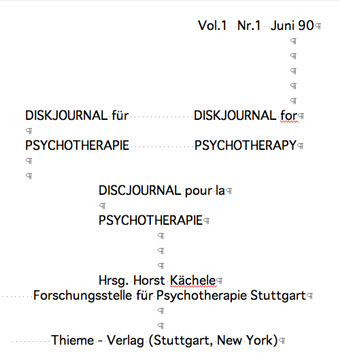 Vol.1 Nr.1 Juni 90
DISKJOURNAL für DISKJOURNAL for
PSYCHOTHERAPIE PSYCHOTHERAPY
DISCJOURNAL pour la
PSYCHOTHERAPIE
Hrsg. Horst Kächele
Forschungsstelle für Psychotherapie Stuttgart
Thieme - Verlag (Stuttgart, New York)